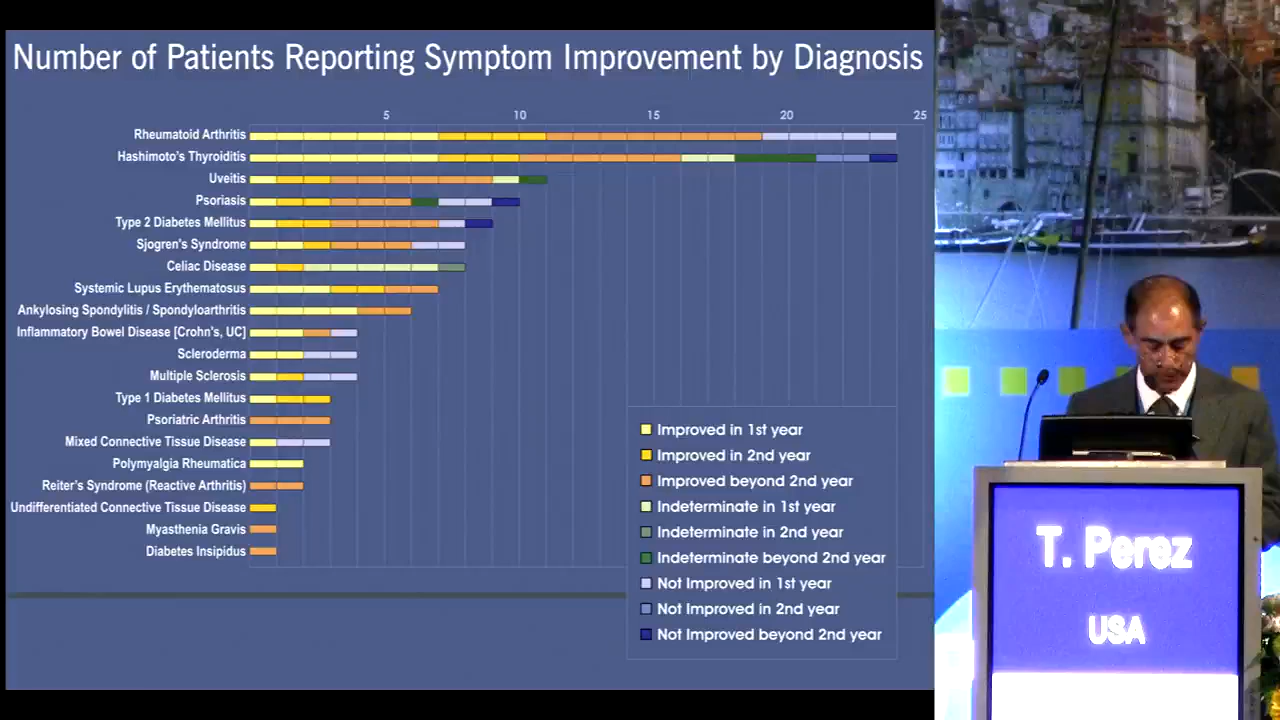 Number of Patients Reporting Symptom Improvement by Diagnosis
5 10 15 20 25
Rheumatoid Arthritis
Hashimoto's Thyroiditis
Uveitis
Psoriasis
Type 2 Diabetes Mellitus
Sjogren's Syndrome
Celiac Disease
Systemic Lupus Erythematosus
Ankylosing Spondylitis / Spondyloarthritis
Inflammatory Bowel Disease [Crohn's, UC]
Scleroderma
Multiple Sclerosis
Type 1 Diabetes Mellitus
Psoriatric Arthritis
Mixed Connective Tissue Disease
Polymyalgia Rheumatica
Reiter's Syndrome (Reactive Arthritis)
Undifferentiated Connective Tissue Disease
Myasthenia Gravis
Diabetes Insipidus
Improved in 1st year
Improved in 2nd year
Improved beyond 2nd year
Indeterminate in 1st year
Indeterminate in 2nd year
Indeterminate beyond 2nd year
Not Improved in 1st year
Not Improved in 2nd year
Not Improved beyond 2nd year
T. Perez
USA